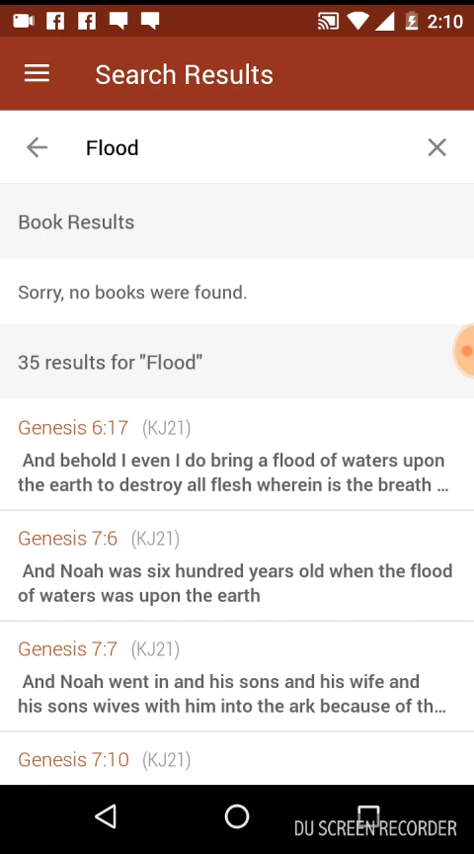 2:10
Search Results
Flood
Book Results
Sorry, no books were found.
35 results for "Flood"
Genesis 6:17 (KJ21)
And behold I even I do bring a flood of waters upon
the earth to destroy all flesh wherein is the breath ...
Genesis 7:6 (KJ21)
And Noah was six hundred years old when the flood
of waters was upon the earth
Genesis 7:7 (KJ21)
And Noah went in and his sons and his wife and
his sons wives with him into the ark because of th...
Genesis 7:10 (KJ21)
DU SCREEN RECORDER